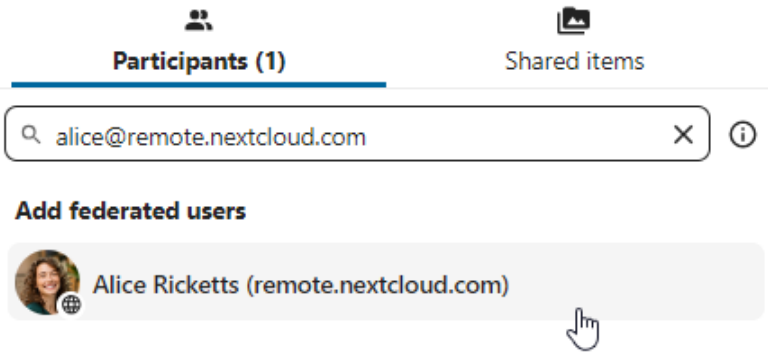 Participants (1)
Shared items
alice@remote.nextcloud.com
Add federated users
Alice Ricketts (remote.nextcloud.com)